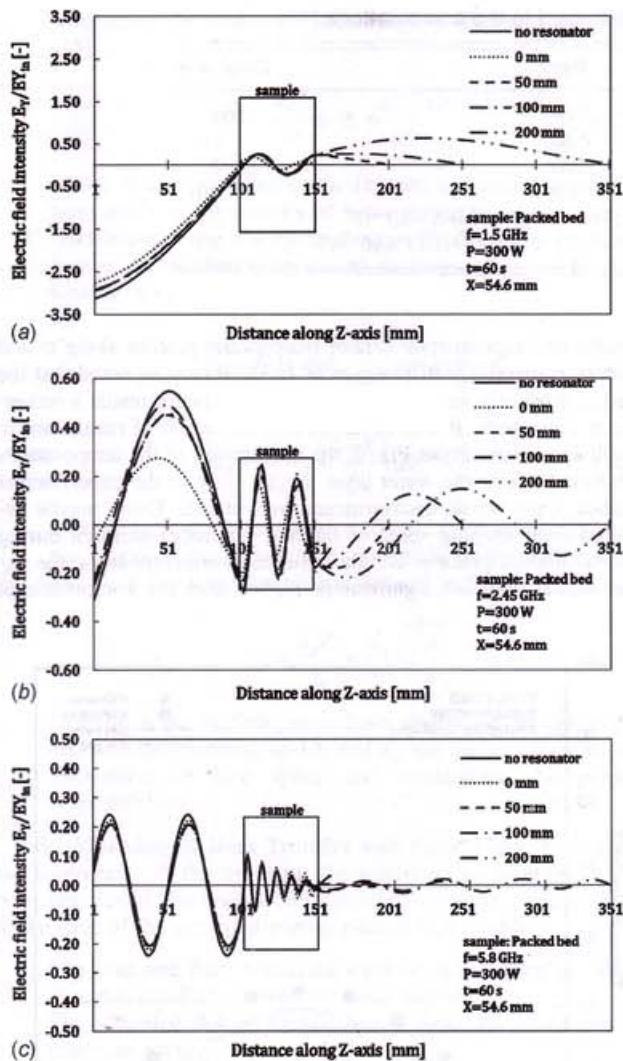 3.50
2.50
1.50
0.50
-0.50
-1.50
-2.50
-3.50
Electric field intensity E_Y/EY_in [-]
no resonator
0 mm
50 mm
100 mm
200 mm
sample
51 101 151 201 251 301 351
sample: Packed bed
f=1.5 GHz
P=300 W
t=60 s
X=54.6 mm
(a)
Distance along Z-axis [mm]
0.60
0.40
0.20
0.00
-0.20
-0.40
-0.60
Electric field intensity E_Y/EY_in [-]
no resonator
0 mm
50 mm
100 mm
200 mm
sample
1 51 101 151 201 251 301 351
sample: Packed bed
f=2.45 GHz
P=300 W
t=60 s
X=54.6 mm
(b)
Distance along Z-axis [mm]
0.50
0.40
0.30
0.20
0.10
0.00
-0.10
-0.20
-0.30
-0.40
-0.50
Electric field intensity E_Y/EY_in [-]
no resonator
0 mm
50 mm
100 mm
200 mm
sample
1 51 101 151 201 251 301 351
sample: Packed bed
f=5.8 GHz
P=300 W
t=60 s
X=54.6 mm
(c)
Distance along Z-axis [mm]